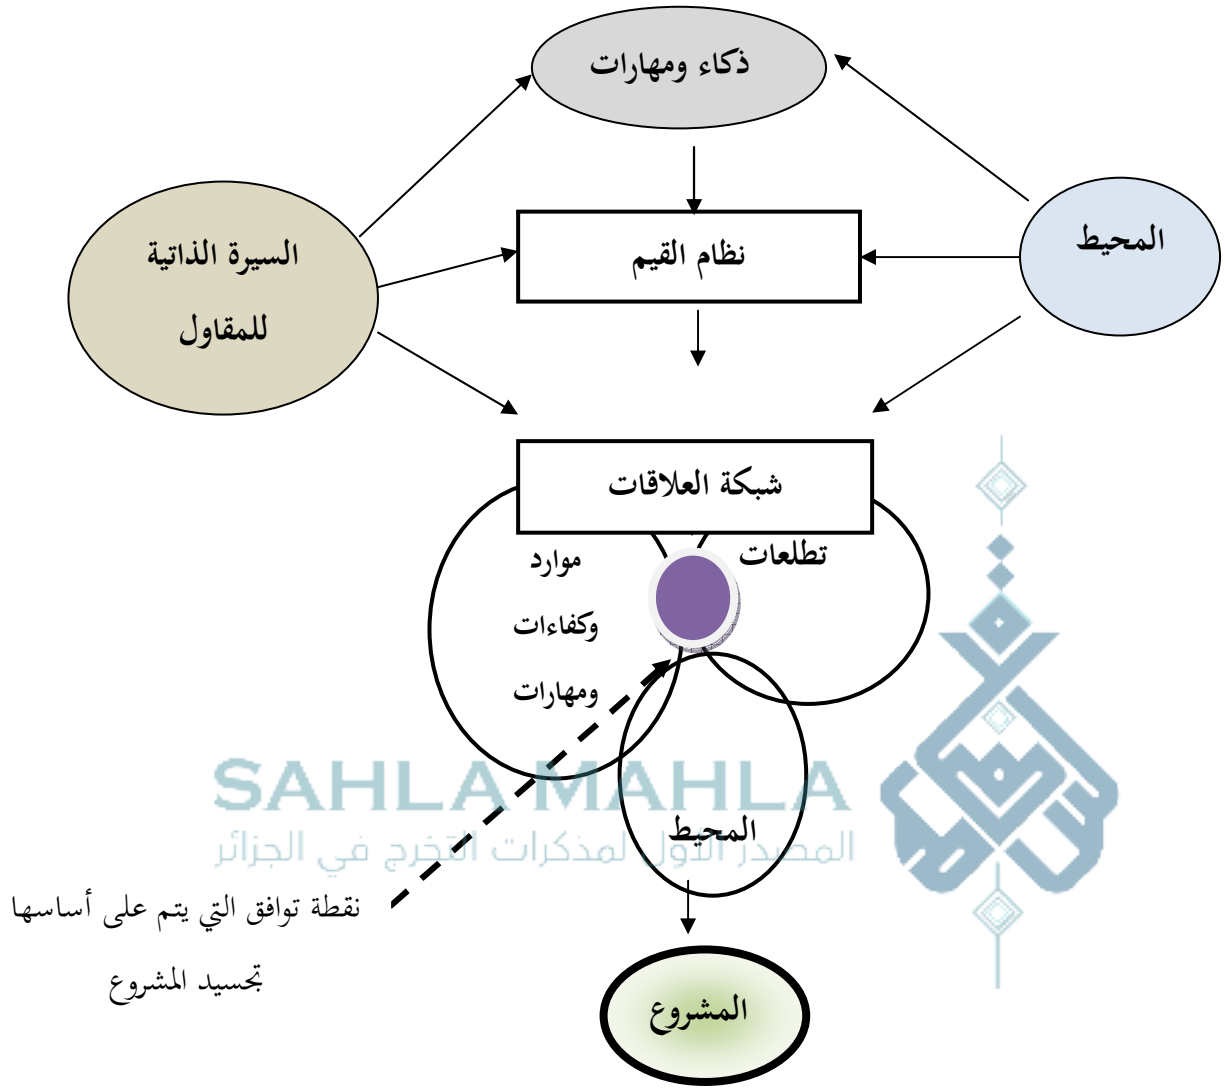 ذكاء ومهارات
المحيط
السيرة الذاتية
للمقاول
نظام القيم
شبكة العلاقات
تطلعات
موارد
وكفاءات
ومهارات
SAHLA MAHLA
المحيط
المصدر الأول لمذكرات التخرج في الجزائر
نقطة توافق التي يتم على أساسها
تجسيد المشروع
المشروع